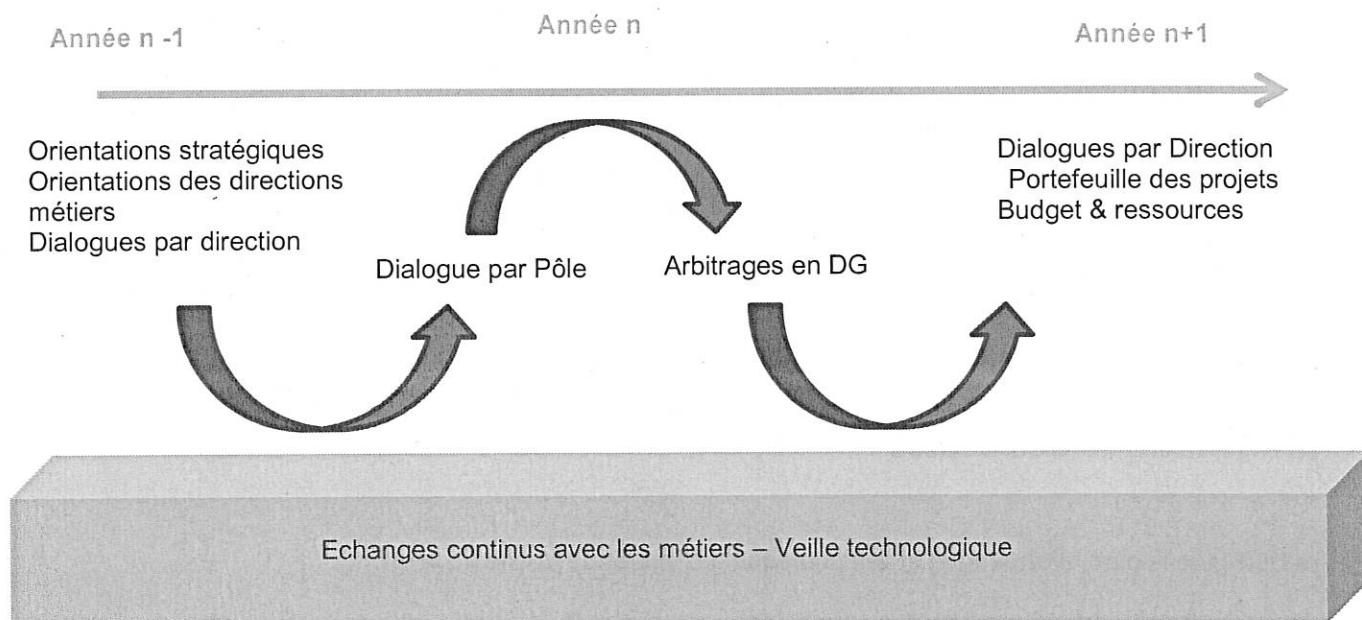 Année n -1
Année n
Année n+1
Orientations stratégiques
Orientations des directions
métiers
Dialogues par direction
Dialogue par Pôle
Arbitrages en DG
Dialogues par Direction
Portefeuille des projets
Budget & ressources
Echanges continus avec les métiers – Veille technologique